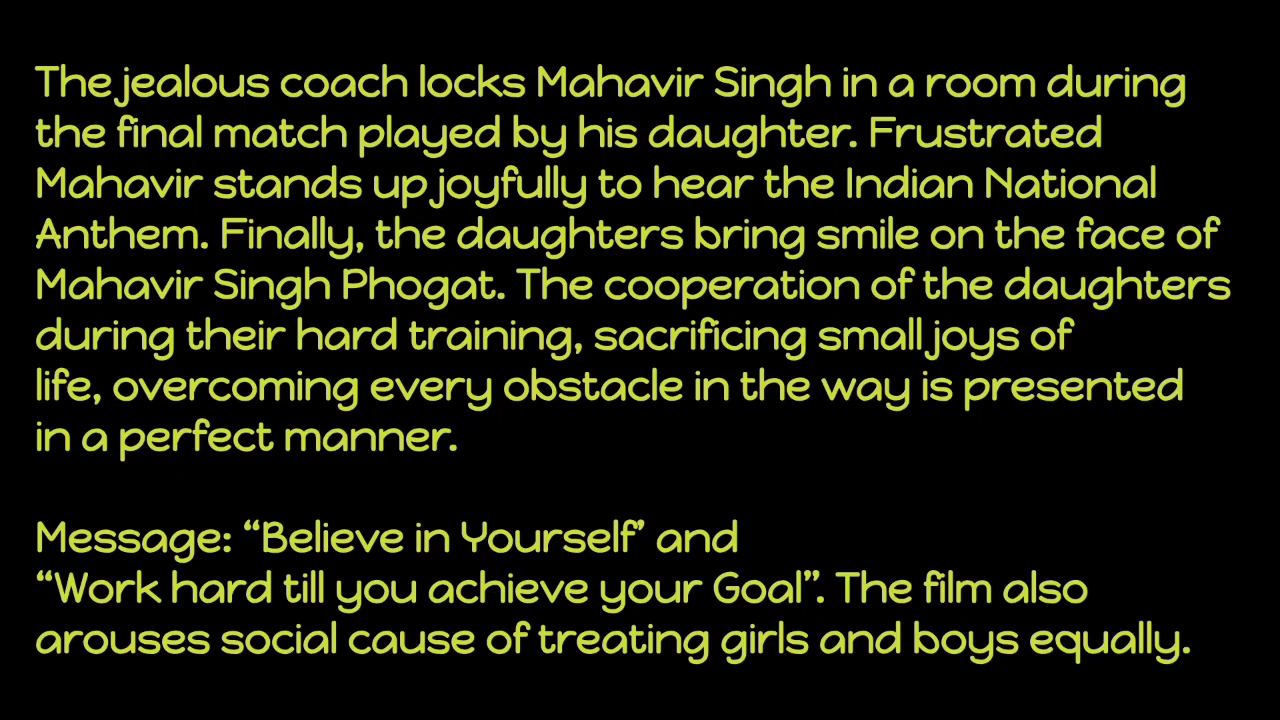 The jealous coach locks Mahavir Singh in a room during
the final match played by his daughter. Frustrated
Mahavir stands up joyfully to hear the Indian National
Anthem. Finally, the daughters bring smile on the face of
Mahavir Singh Phogat. The cooperation of the daughters
during their hard training, sacrificing small joys of
life, overcoming every obstacle in the way is presented
in a perfect manner.
Message: “Believe in Yourself’ and
“Work hard till you achieve your Goal”. The film also
arouses social cause of treating girls and boys equally.